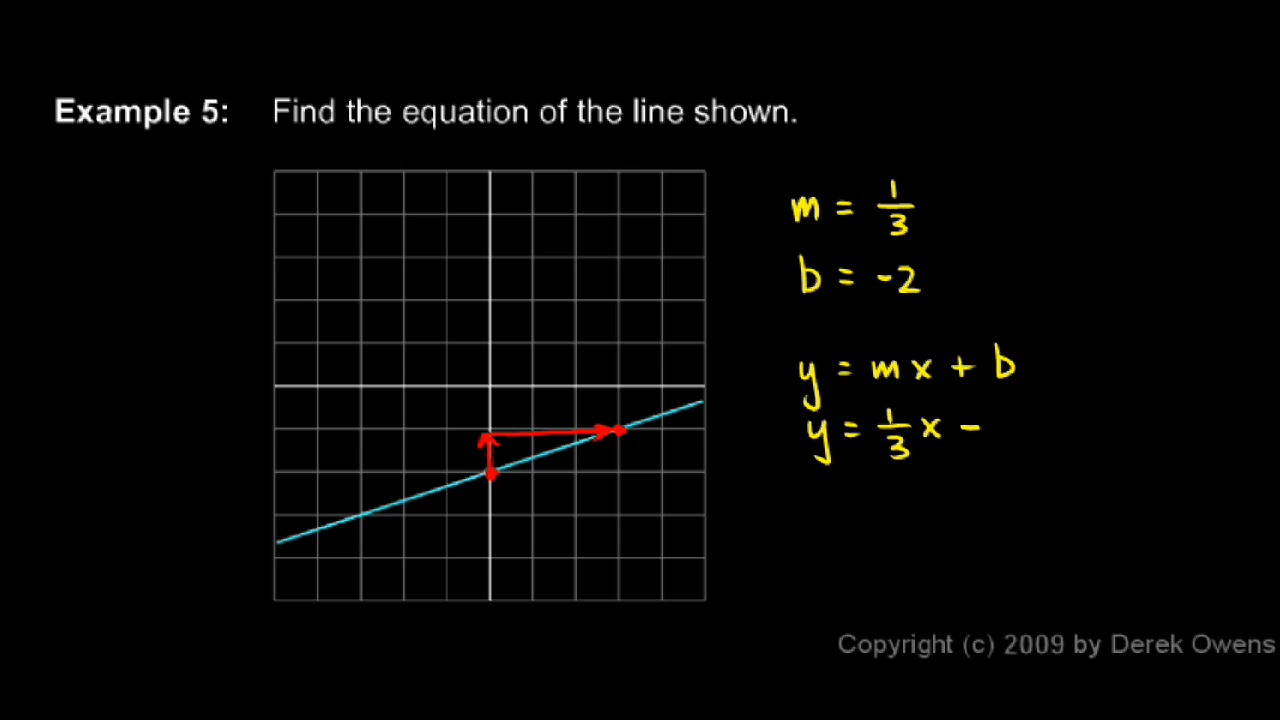 Example 5: Find the equation of the line shown.
m = 1/3
b = -2
y = mx + b
y = 1/3 x -
Copyright (c) 2009 by Derek Owens